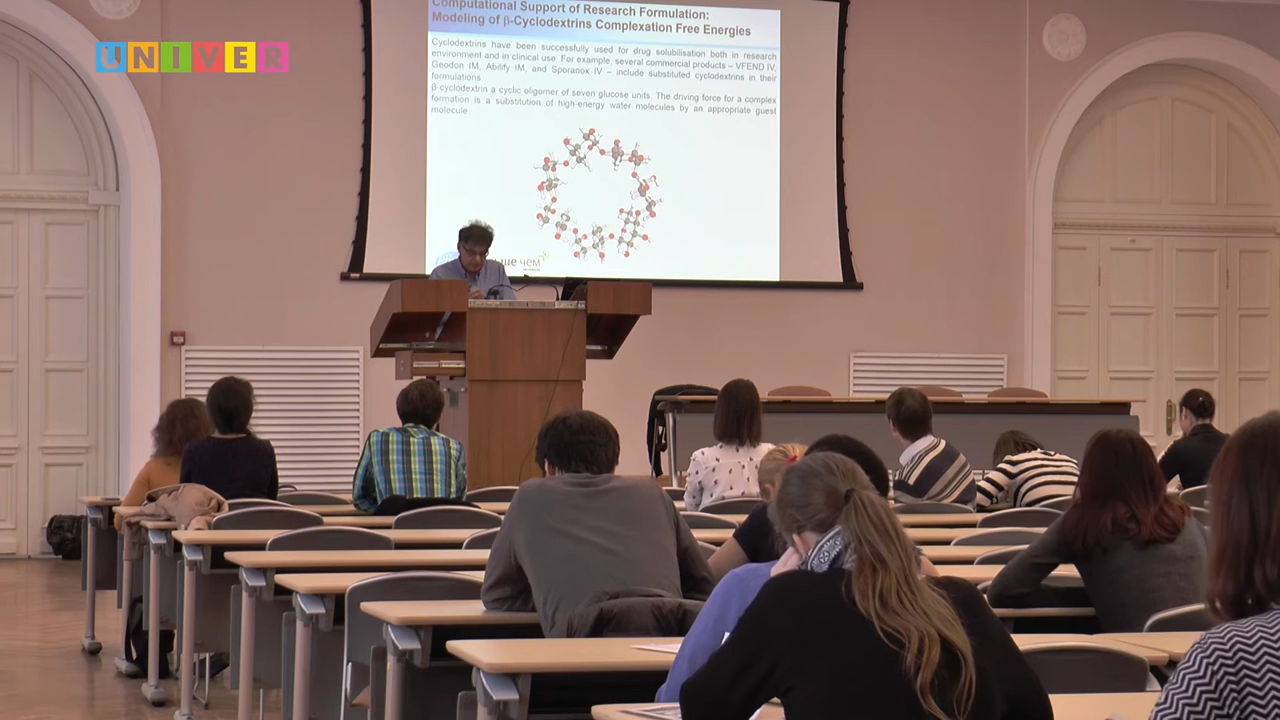 UNIVER
Computational Support of Research Formulation:
Modeling of β-Cyclodextrins Complexation Free Energies
Cyclodextrins have been successfully used for drug solubilisation both in research
environment and in clinical use. For example, several commercial products – VFEND IV,
Geodon IM, Abilify IM, and Sporanox IV – include substituted cyclodextrins in their
formulations
β-cyclodextrin a cyclic oligomer of seven glucose units. The driving force for a complex
formation is a substitution of high-energy water molecules by an appropriate guest
molecule
чем